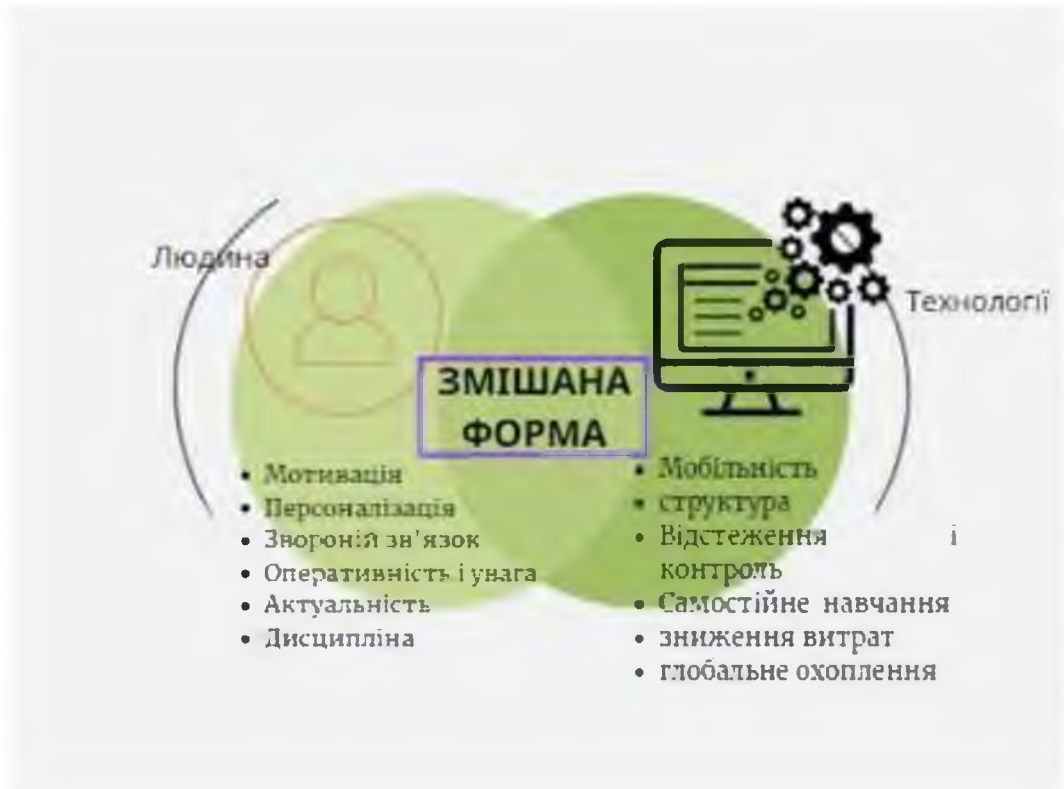 Людина
Технології
ЗМІШАНА
ФОРМА
• Мотивація
• Персоналізація
• Звороній зв'язок
• Оперативність і увага
• Актуальність
• Дисципліна
• Мобільність
• структура
• Відстеження і
контроль
• Самостійне навчання
• зниження витрат
• глобальне охоплення